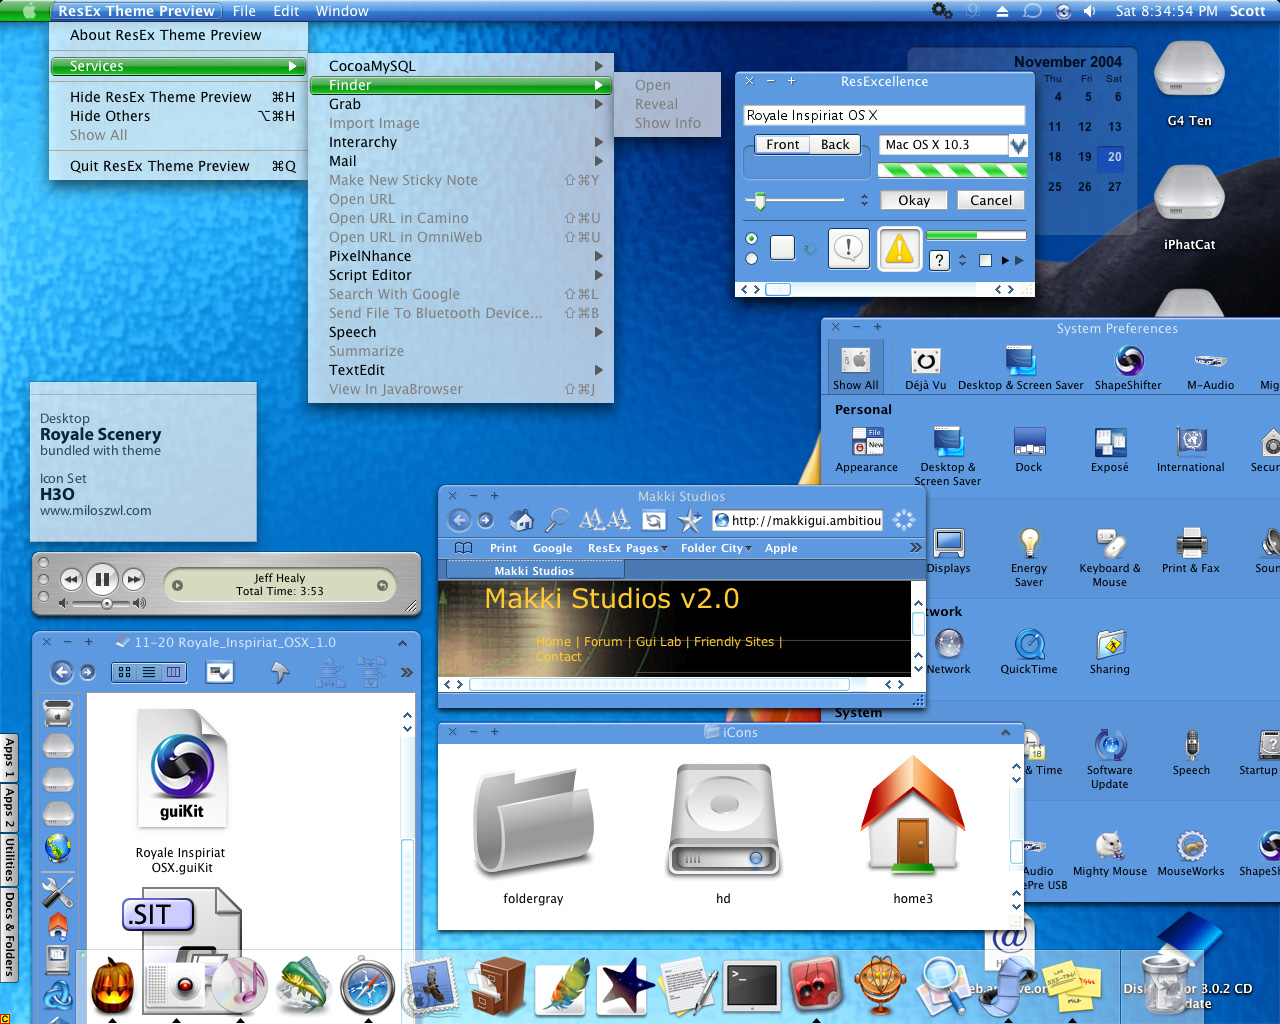 ResEx Theme Preview File Edit Window
Sat 8:34:54 PM Scott
About ResEx Theme Preview
Services
Hide ResEx Theme Preview ⌘H
Hide Others ⌥⌘H
Show All
Quit ResEx Theme Preview ⌘Q
CocoaMySQL
Finder
Grab
Import Image
Interarchy
Mail
Make New Sticky Note ⇧⌘Y
Open URL
Open URL in Camino ⇧⌘U
Open URL in OmniWeb ⇧⌘U
PixelNhance
Script Editor
Search With Google ⇧⌘L
Send File To Bluetooth Device... ⇧⌘B
Speech
Summarize
TextEdit
View In JavaBrowser ⇧⌘J
Open
Reveal
Show Info
ResExcellence
Royale Inspiriat OS X
Front Back
Mac OS X 10.3
Okay Cancel
?
November 2004
Thu Fri Sat
4 5 6
11 12 13
18 19 20
25 26 27
G4 Ten
iPhatCat
System Preferences
Show All
Déjà Vu
Desktop & Screen Saver
ShapeShifter
M-Audio
Mig
Personal
File
New
Appearance
Desktop &
Screen Saver
Dock
Exposé
International
Secur
Displays
Energy
Saver
Keyboard &
Mouse
Print & Fax
Soun
work
Network
QuickTime
Sharing
System
18
& Time
Software
Update
Speech
Startup
Audio
Pre USB
Mighty Mouse
MouseWorks
ShapeSh
Desktop
Royale Scenery
bundled with theme
Icon Set
H3O
www.miloszwl.com
Jeff Healy
Total Time: 3:53
Makki Studios
http://makkigui.ambitiou
Print Google ResEx Pages Folder City Apple
Makki Studios
Makki Studios v2.0
Home | Forum | Gui Lab | Friendly Sites |
Contact
11-20 Royale_Inspiriat_OSX_1.0
guiKit
Royale Inspiriat
OSX.guiKit
.SIT
iCons
foldergray
hd
home3
Apps 1
Apps 2
Utilities
Docs & Folders
@